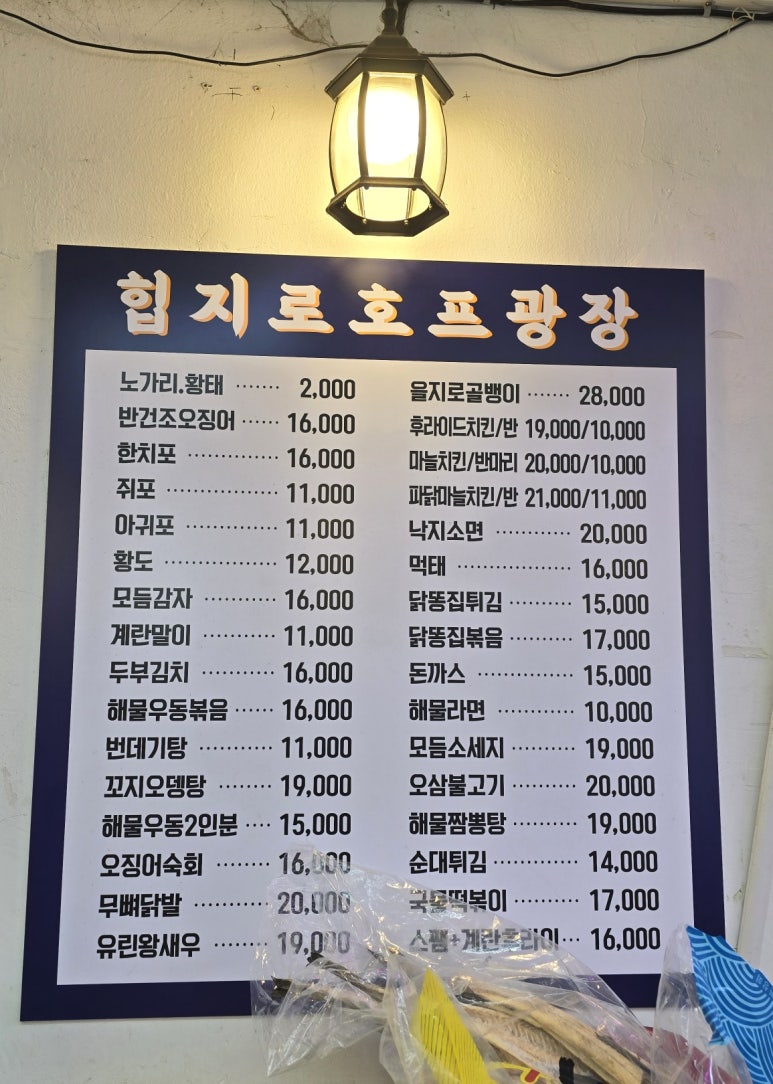 힙지로호프광장
노가리.황태 ······· 2,000
반건조오징어 ······ 16,000
한치포 ·············· 16,000
쥐포 ················· 11,000
아귀포 ·············· 11,000
황도 ················· 12,000
모듬감자 ··········· 16,000
계란말이 ··········· 11,000
두부김치 ··········· 16,000
해물우동볶음 ······ 16,000
번데기탕 ··········· 11,000
꼬지오뎅탕 ········ 19,000
해물우동2인분 ···· 15,000
오징어숙회 ········ 16,000
무뼈닭발 ··········· 20,000
유린왕새우 ········ 19,000
을지로골뱅이 ······· 28,000
후라이드치킨/반 19,000/10,000
마늘치킨/반마리 20,000/10,000
파닭마늘치킨/반 21,000/11,000
낙지소면 ············ 20,000
먹태 ·················· 16,000
닭똥집튀김 ·········· 15,000
닭똥집볶음 ·········· 17,000
돈까스 ··············· 15,000
해물라면 ············ 10,000
모듬소세지 ·········· 19,000
오삼불고기 ·········· 20,000
해물짬뽕탕 ·········· 19,000
순대튀김 ············ 14,000
국물떡볶이 ·········· 17,000
스팸+계란후라이··· 16,000